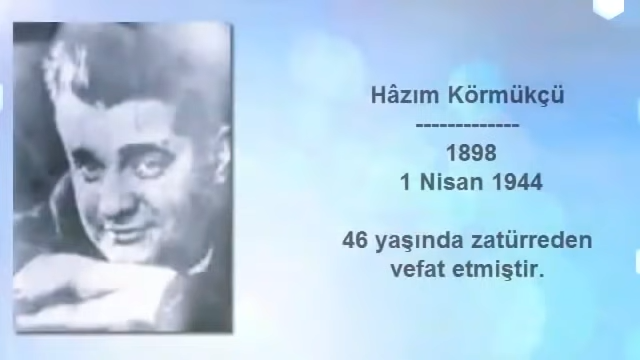 Hâzım Körmükçü
-------------
1898
1 Nisan 1944
46 yaşında zatürreden
vefat etmiştir.